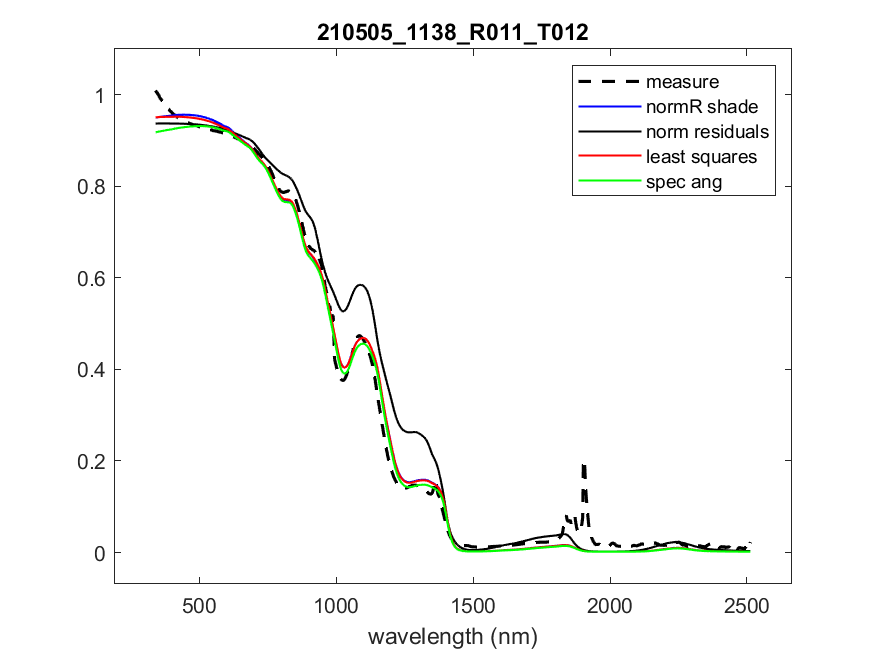 210505_1138_R011_T012
measure
normR shade
norm residuals
least squares
spec ang
1
0.8
0.6
0.4
0.2
0
500 1000 1500 2000 2500
wavelength (nm)